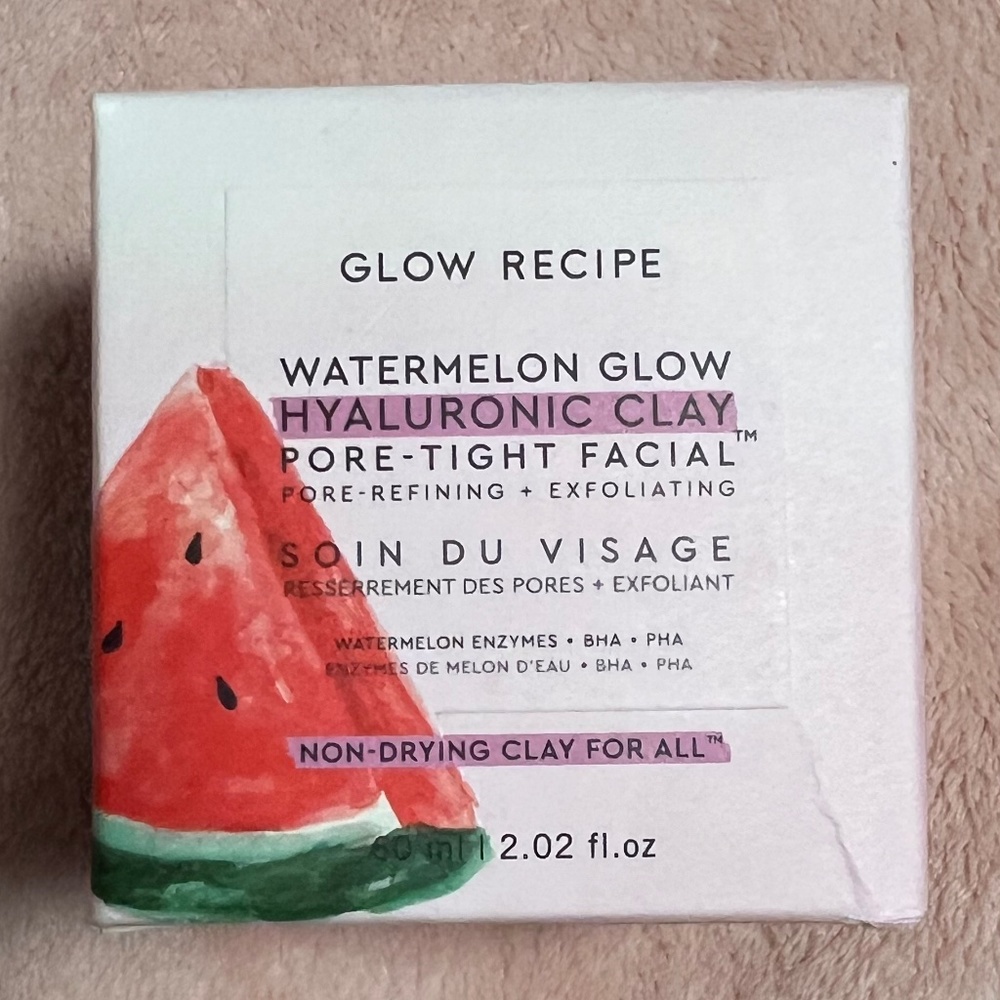 GLOW RECIPE
WATERMELON GLOW
HYALURONIC CLAY
PORE-TIGHT FACIAL™
PORE-REFINING + EXFOLIATING
SOIN DU VISAGE
RESSERREMENT DES PORES + EXFOLIANT
WATERMELON ENZYMES • BHA • PHA
ENZYMES DE MELON D'EAU • BHA • PHA
NON-DRYING CLAY FOR ALL™
60 ml | 2.02 fl.oz